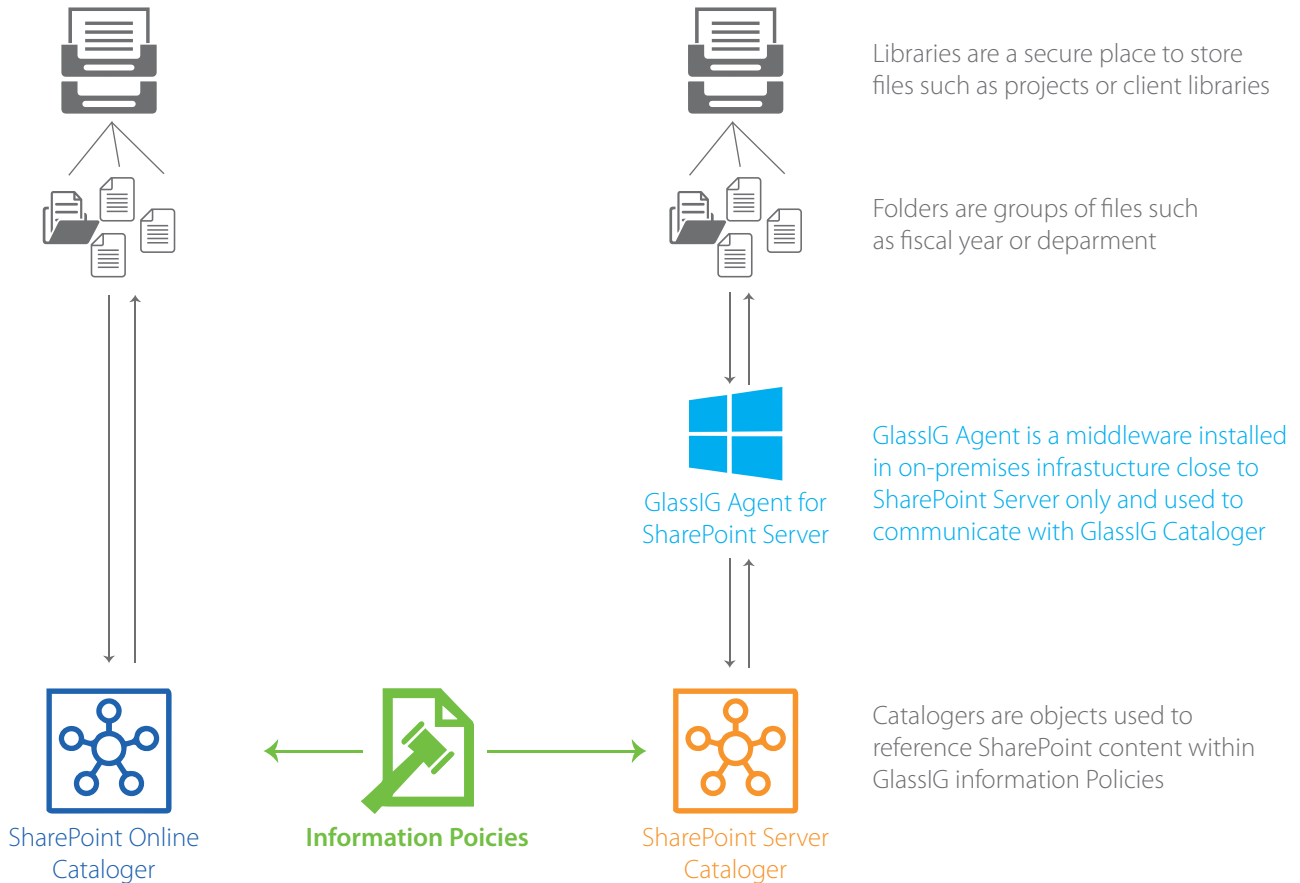 Libraries are a secure place to store
files such as projects or client libraries
Folders are groups of files such
as fiscal year or deparment
GlassIG Agent for
SharePoint Server
GlassIG Agent is a middleware installed
in on-premises infrastucture close to
SharePoint Server only and used to
communicate with GlassIG Cataloger
SharePoint Online
Cataloger
Information Poicies
SharePoint Server
Cataloger
Catalogers are objects used to
reference SharePoint content within
GlassIG information Policies